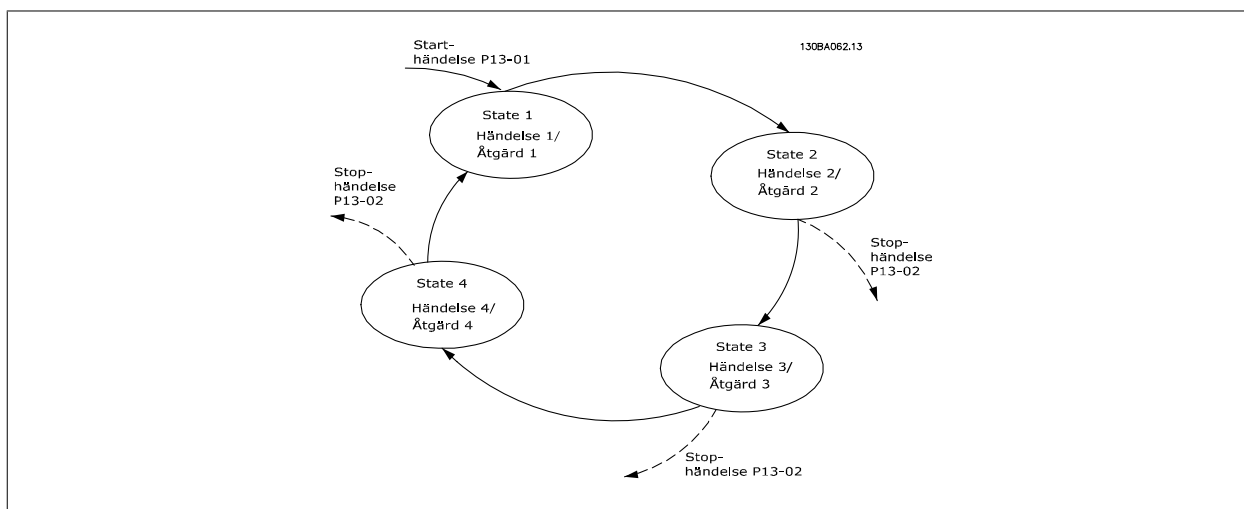 Start-
händelse P13-01
130BA062.13
State 1
Händelse 1/
Åtgärd 1
State 2
Händelse 2/
Åtgärd 2
Stop-
händelse
P13-02
Stop-
händelse
P13-02
State 4
Händelse 4/
Åtgärd 4
State 3
Händelse 3/
Åtgärd 3
Stop-
händelse P13-02